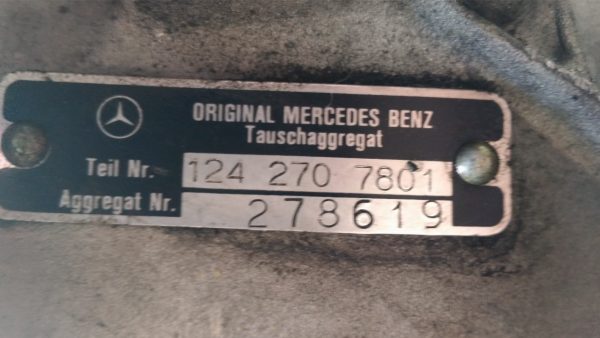 ORIGINAL MERCEDES BENZ
Tauschaggregat
Teil Nr. 124 270 7801
Aggregat Nr. 278619